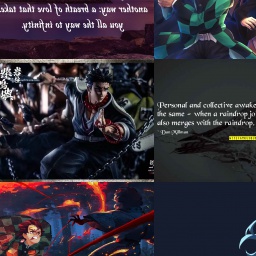 another way; a breath of love that take
you all the way to infinity.
Personal and collective awake
the same – when a raindrop jo
also merges with the raindrop.
Dan Millman